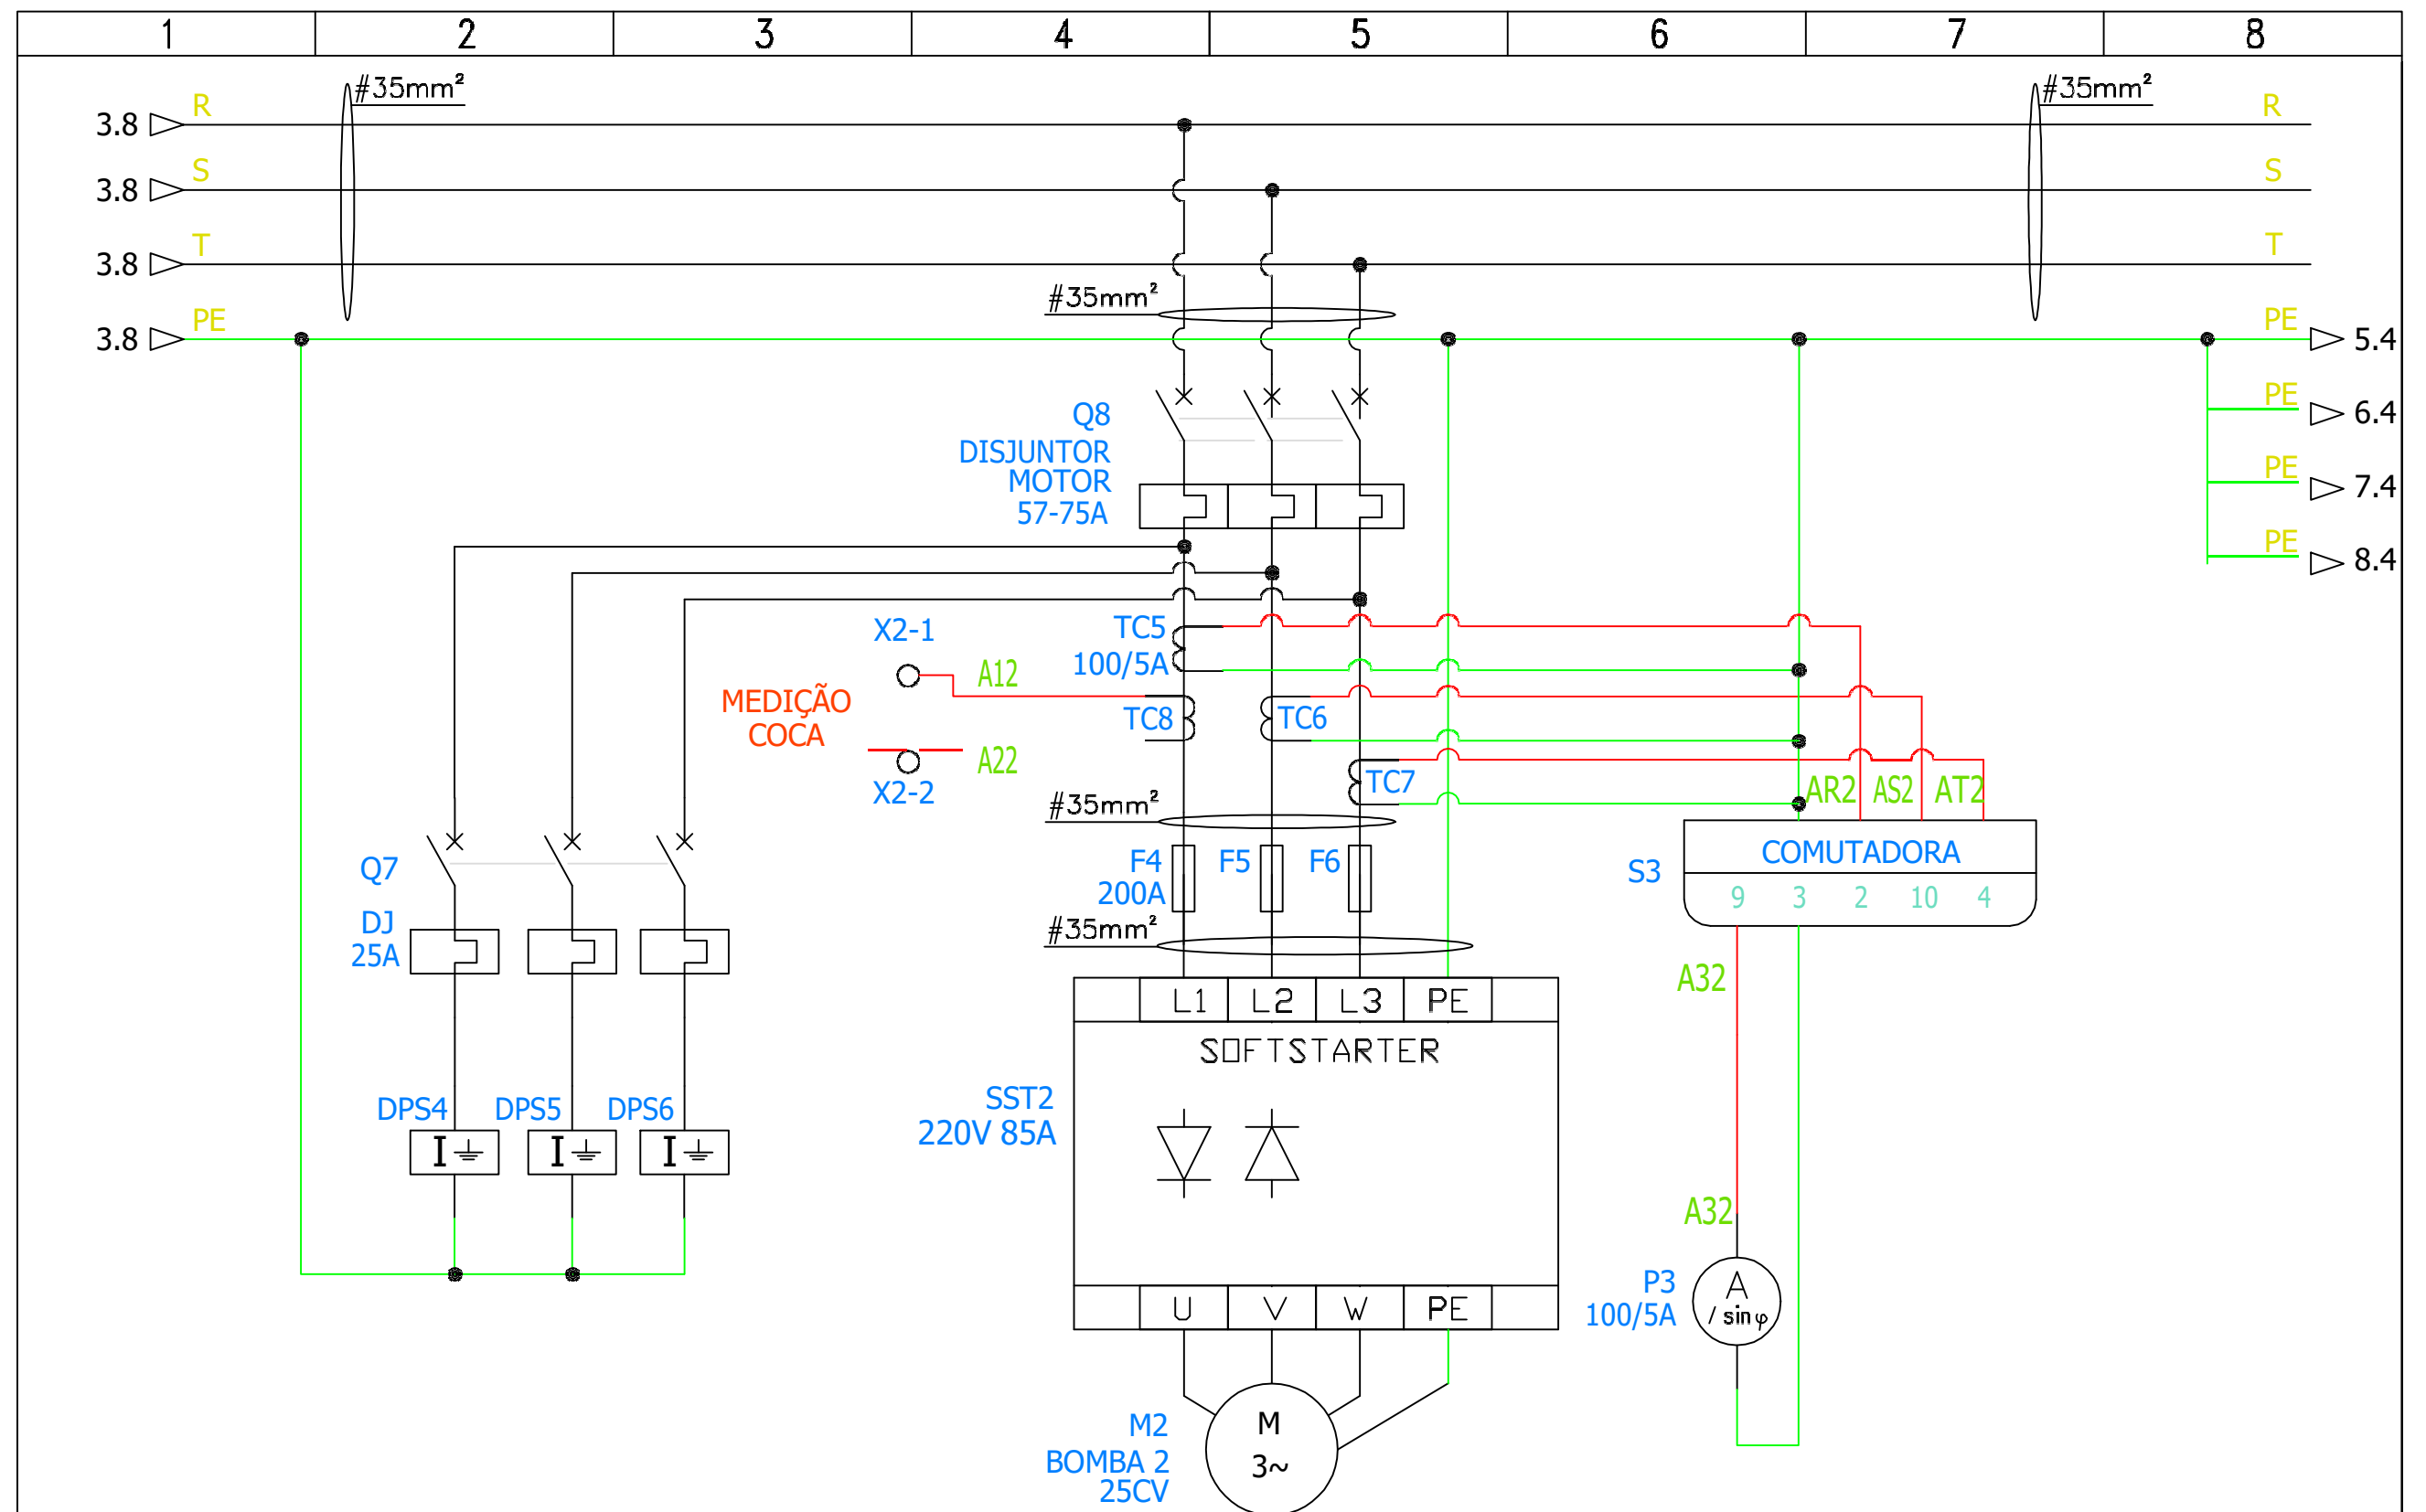 1 2 3 4 5 6 7 8
#35mm² #35mm²
3.8 R R
3.8 S S
3.8 T T
#35mm²
3.8 PE PE 5.4
PE 6.4
PE 7.4
PE 8.4
Q8
DISJUNTOR
MOTOR
57-75A
X2-1
TC5
100/5A
A12
MEDIÇÃO
COCA
TC8
TC6
A22
X2-2
TC7
#35mm²
AR2 AS2 AT2
COMUTADORA
S3
9 3 2 10 4
Q7
DJ
25A
F4
200A
F5
F6
#35mm²
A32
L1 L2 L3 PE
SOFTSTARTER
SST2
220V 85A
DPS4 DPS5 DPS6
I I I
A32
P3
100/5A
A
/ sin φ
U V W PE
M2
BOMBA 2
25CV
M
3~